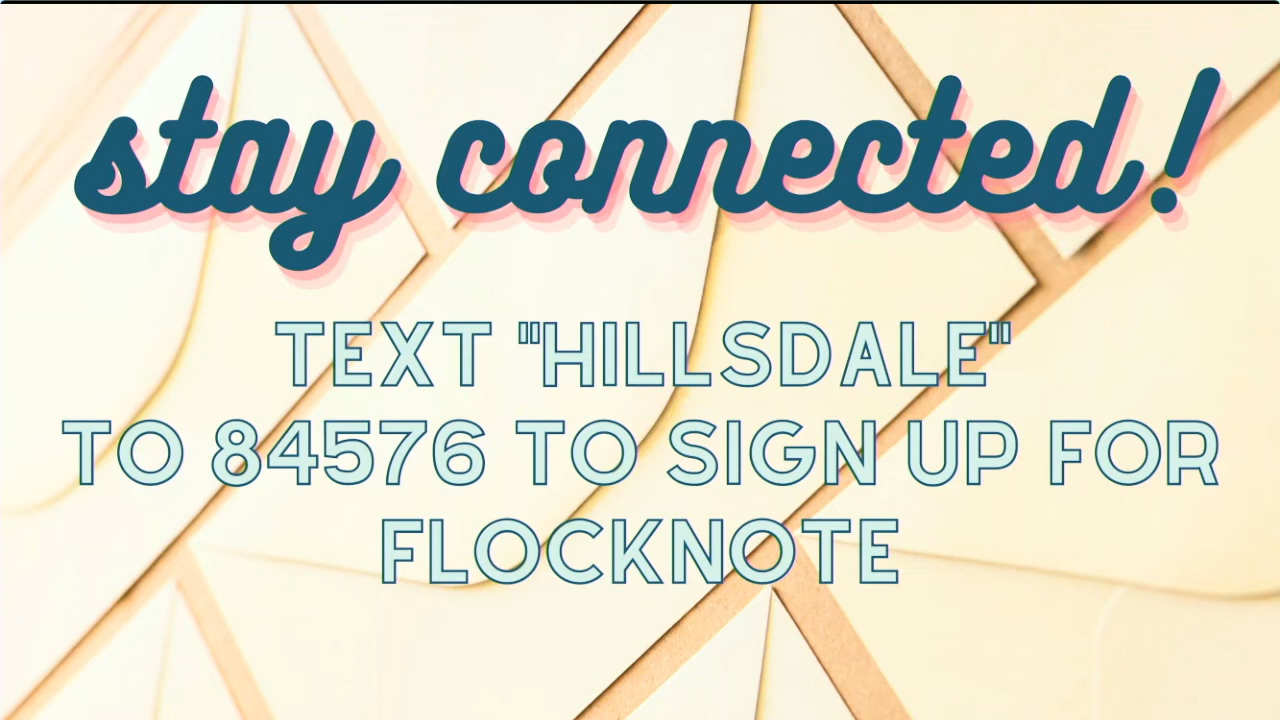 stay connected!
TEXT "HILLSDALE"
TO 84576 TO SIGN UP FOR
FLOCKNOTE